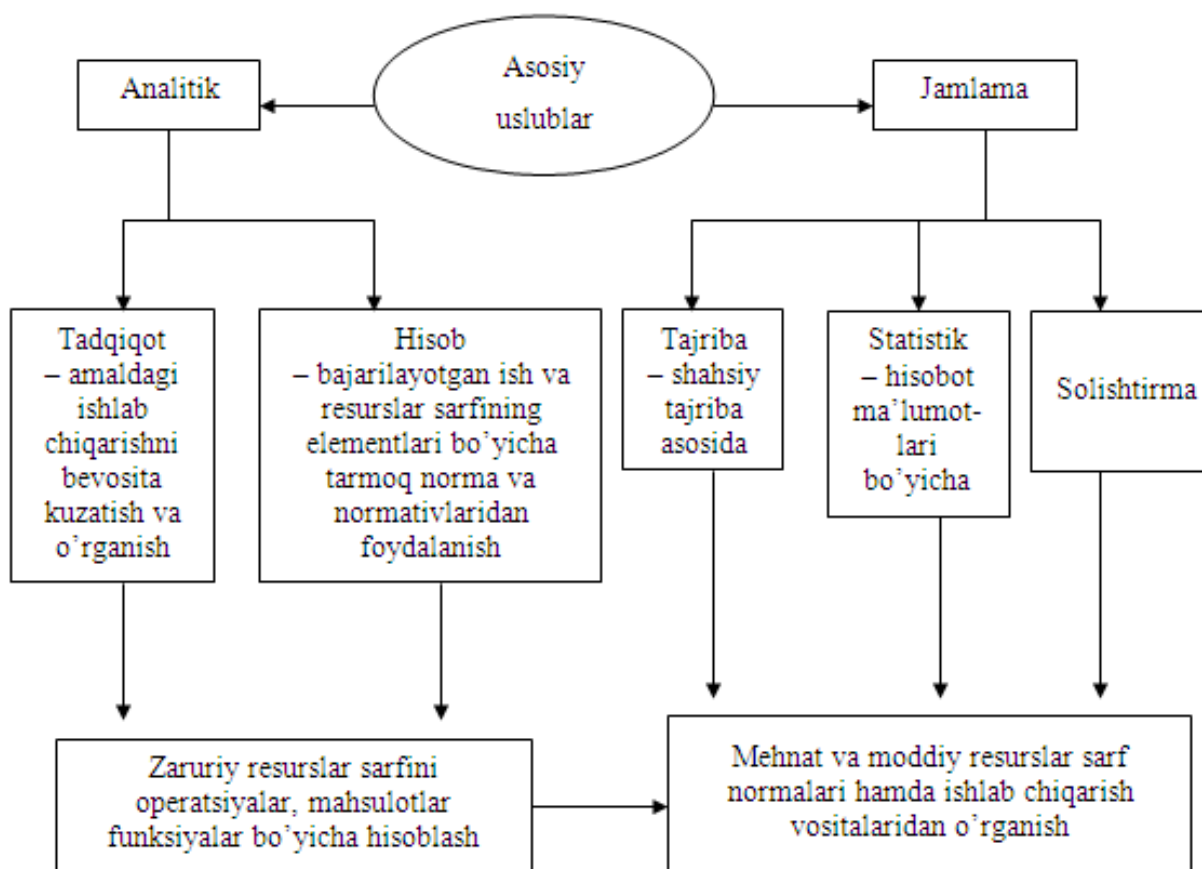 Asosiy
uslublar
Analitik
Jamlama
Tadqiqot
– amaldagi
ishlab
chiqarishni
bevosita
kuzatish va
o’rganish
Hisob
– bajarilayotgan ish va
resurslar sarfining
elementlari bo’yicha
tarmoq norma va
normativlaridan
foydalanish
Tajriba
– shahsiy
tajriba
asosida
Statistik
– hisobot
ma’lumot-
lari
bo’yicha
Solishtirma
Zaruriy resurslar sarfini
operatsiyalar, mahsulotlar
funksiyalar bo’yicha hisoblash
Mehnat va moddiy resurslar sarf
normalari hamda ishlab chiqarish
vositalaridan o’rganish